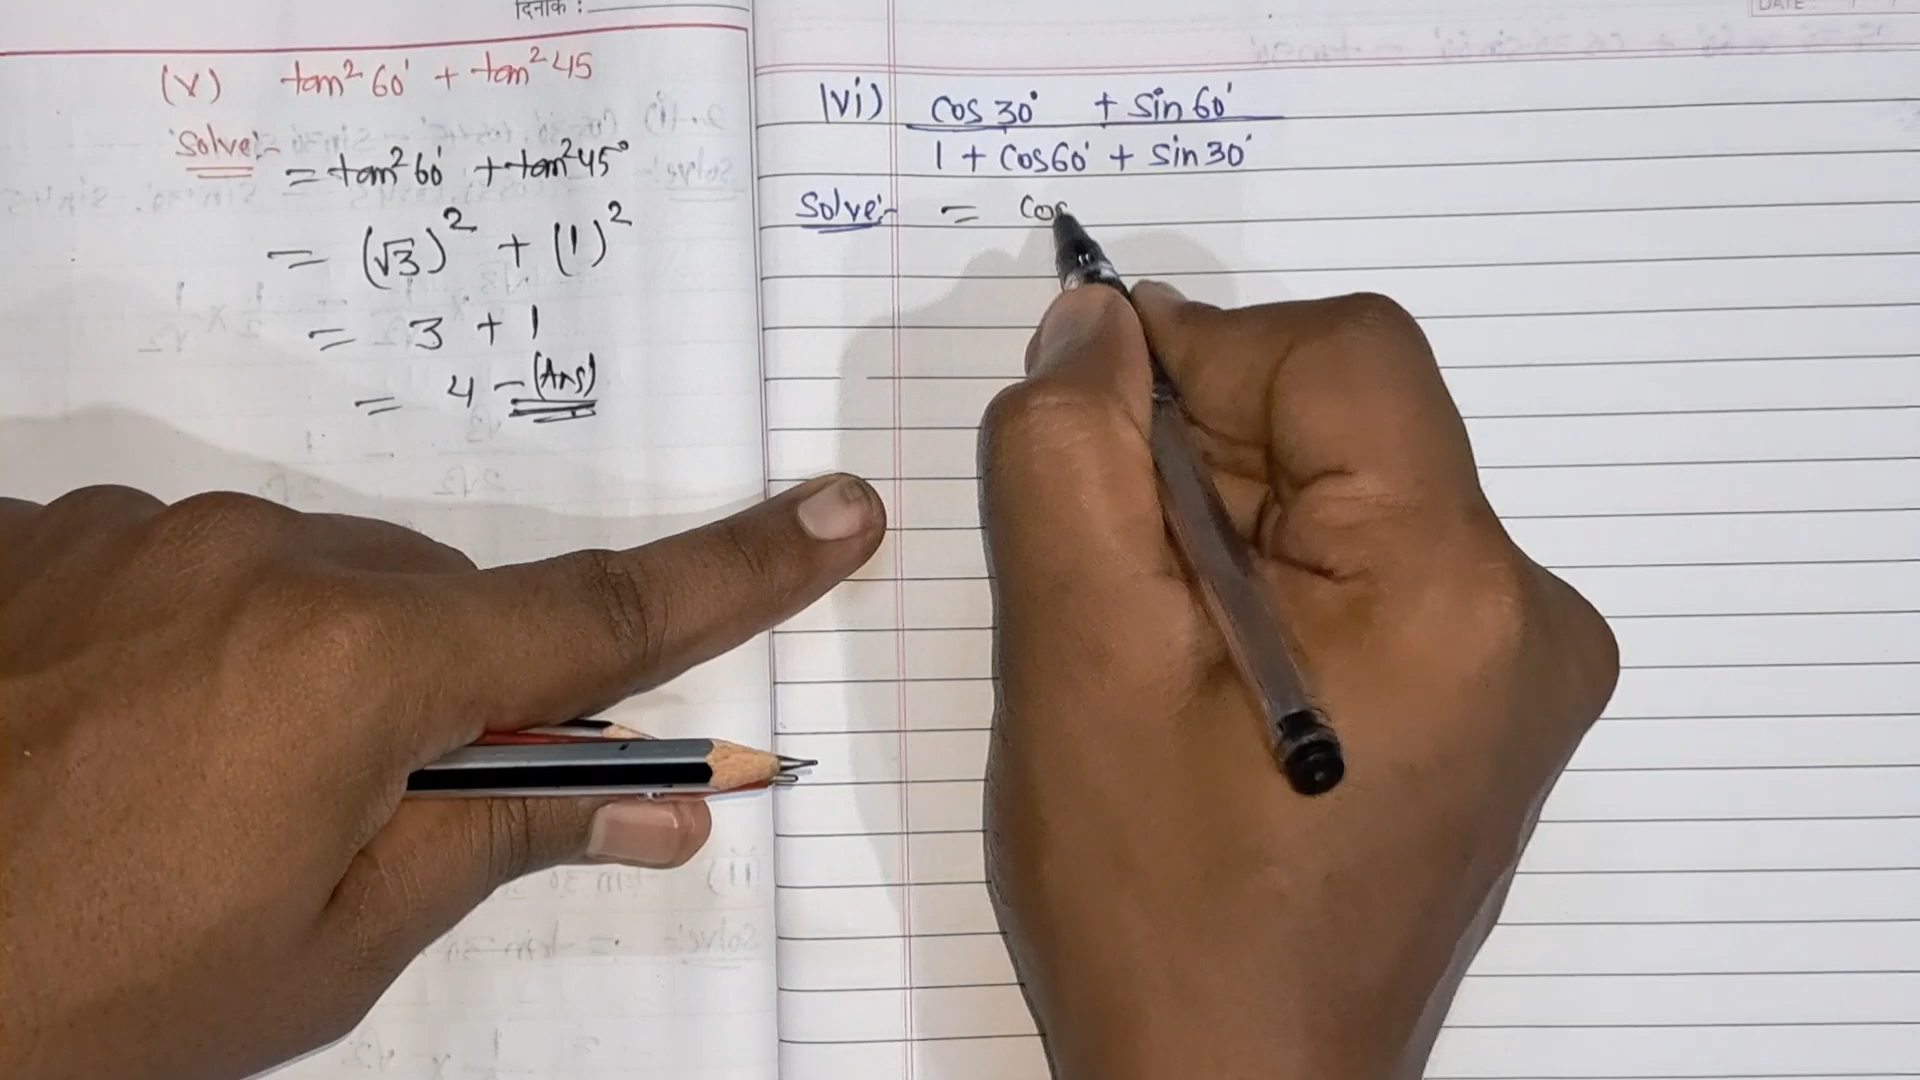 दिनांक :
DATE
(v) tan² 60° + tan² 45
Solve:-
= tan² 60° + tan² 45°
= (√3)² + (1)²
= 3 + 1
= 4 - (Ans)
(vi) cos 30° + sin 60°
1 + cos 60° + sin 30°
Solve:- = cos